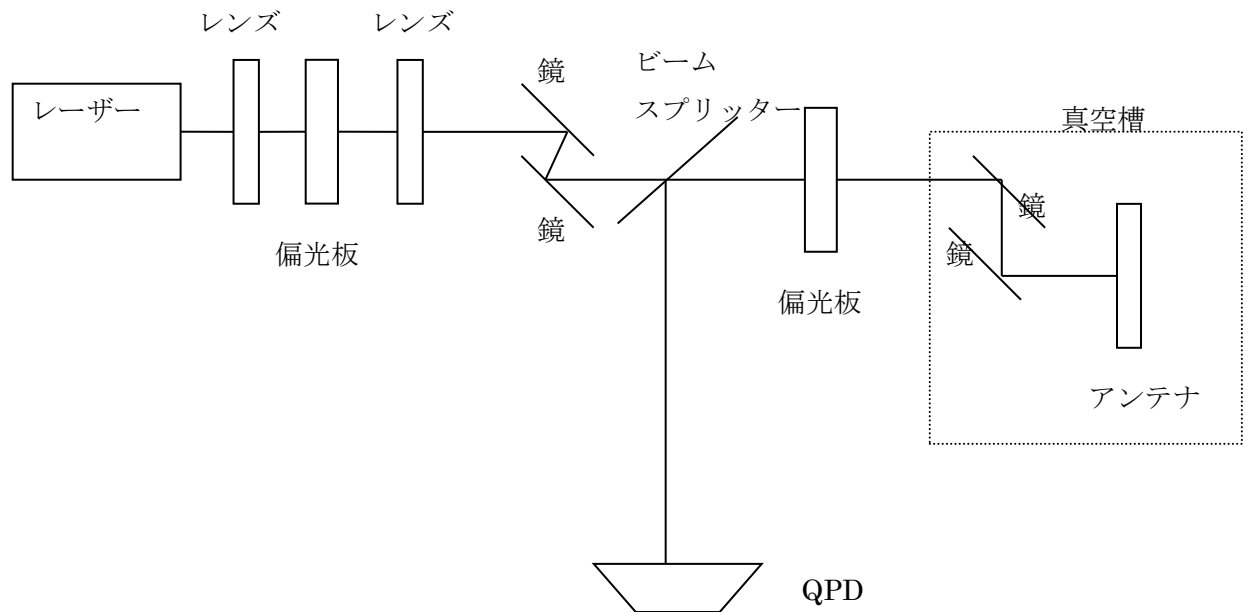 レンズ
レンズ
レーザー
鏡
ビーム
スプリッター
真空槽
鏡
鏡
鏡
偏光板
偏光板
アンテナ
QPD